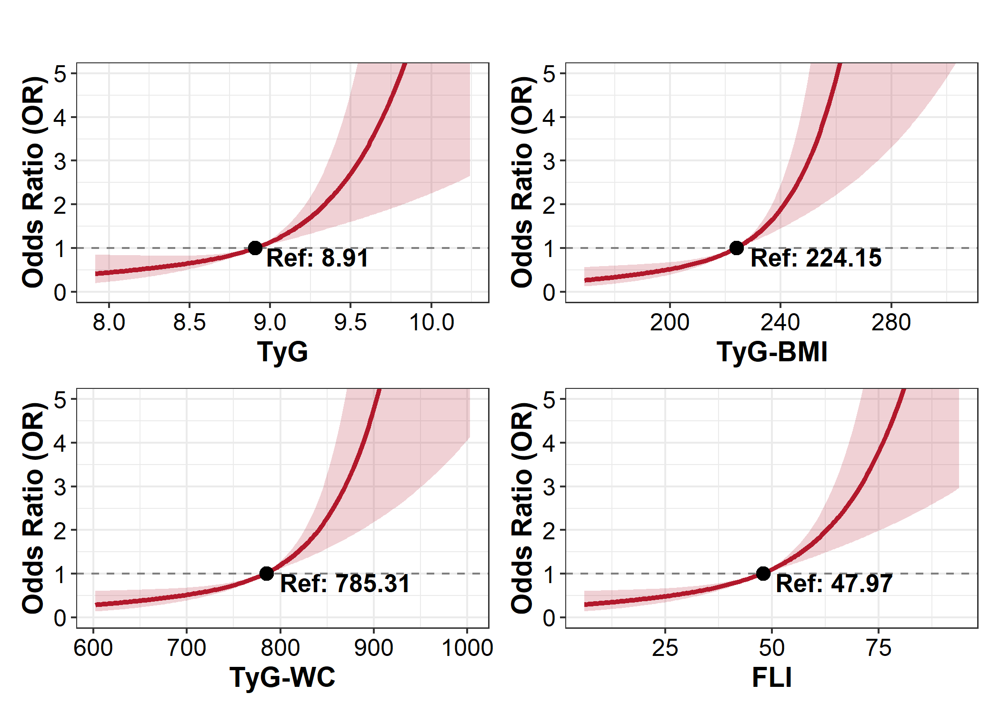 Odds Ratio (OR)
5
4
3
2
1
0
Ref: 8.91
8.0 8.5 9.0 9.5 10.0
TyG
Odds Ratio (OR)
5
4
3
2
1
0
Ref: 224.15
200 240 280
TyG-BMI
Odds Ratio (OR)
5
4
3
2
1
0
Ref: 785.31
600 700 800 900 1000
TyG-WC
Odds Ratio (OR)
5
4
3
2
1
0
Ref: 47.97
25 50 75
FLI